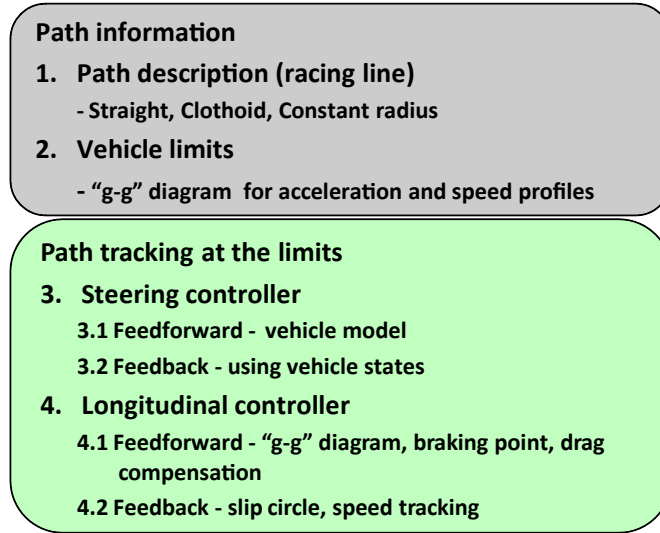 Path information
1. Path description (racing line)
- Straight, Clothoid, Constant radius
2. Vehicle limits
- “g-g” diagram for acceleration and speed profiles
Path tracking at the limits
3. Steering controller
3.1 Feedforward - vehicle model
3.2 Feedback - using vehicle states
4. Longitudinal controller
4.1 Feedforward - “g-g” diagram, braking point, drag
compensation
4.2 Feedback - slip circle, speed tracking